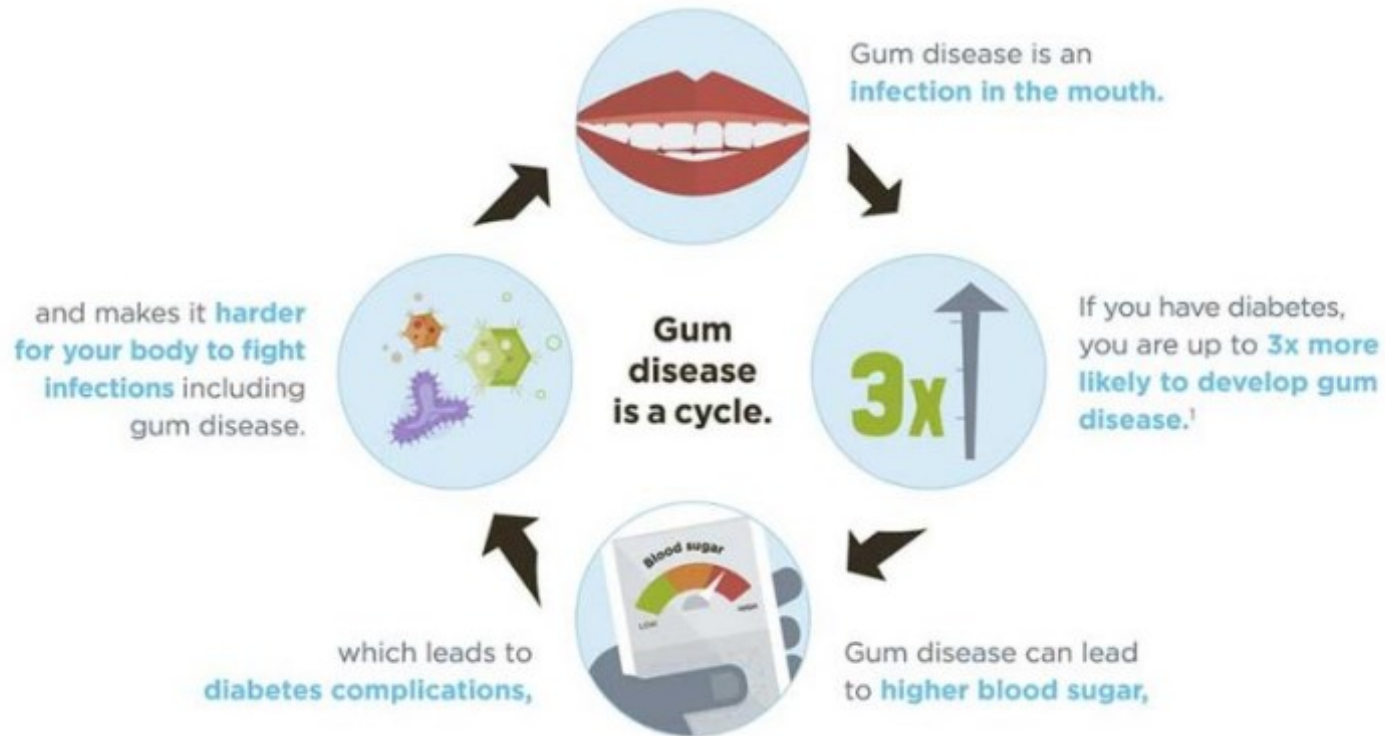 Gum disease is an
infection in the mouth.
If you have diabetes,
you are up to 3x more
likely to develop gum
disease.¹
3x
Gum disease can lead
to higher blood sugar,
Blood sugar
LOW
HIGH
which leads to
diabetes complications,
and makes it harder
for your body to fight
infections including
gum disease.
Gum
disease
is a cycle.